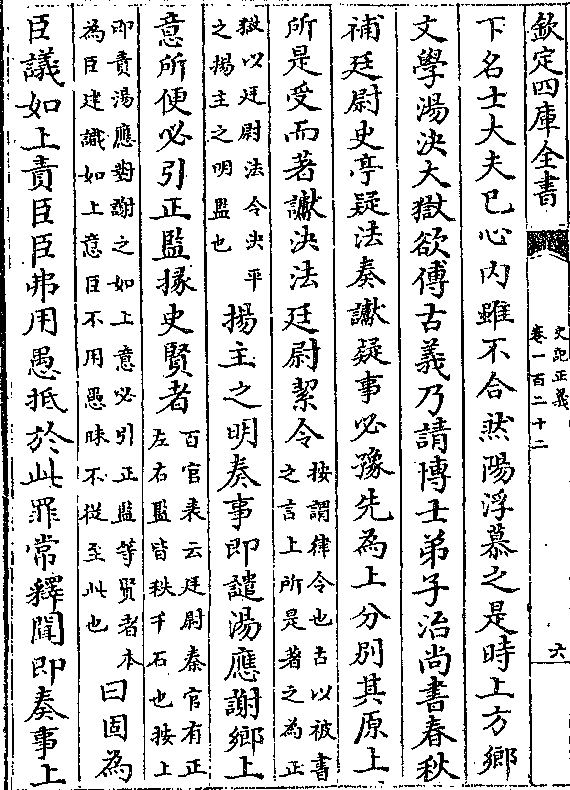 欽定四庫全書
史記正義
卷一百二十二
六
下名士大夫已心內雖不合然陽浮慕之是時上方鄉
文學湯決大獄欲傅古義乃請博士弟子治尚書春秋
補廷尉史亭疑法奏讞疑事必豫先為上分別其原上
所是受而著讞決法廷尉絜令
按謂律令也古以被書
之言上所是著之為正
獄以廷尉法令決平
之揚主之明監也
揚主之明奏事即譴湯應謝鄉上
意所便必引正監掾史賢者
百官表云廷尉秦官有正
左右監皆秩千石也按上
即責湯應對謝之如上意必引正監等賢者本
為臣建議如上意臣不用愚昧不從至此也
曰固為
臣議如上責臣臣弗用愚抵於此罪常釋聞即奏事上